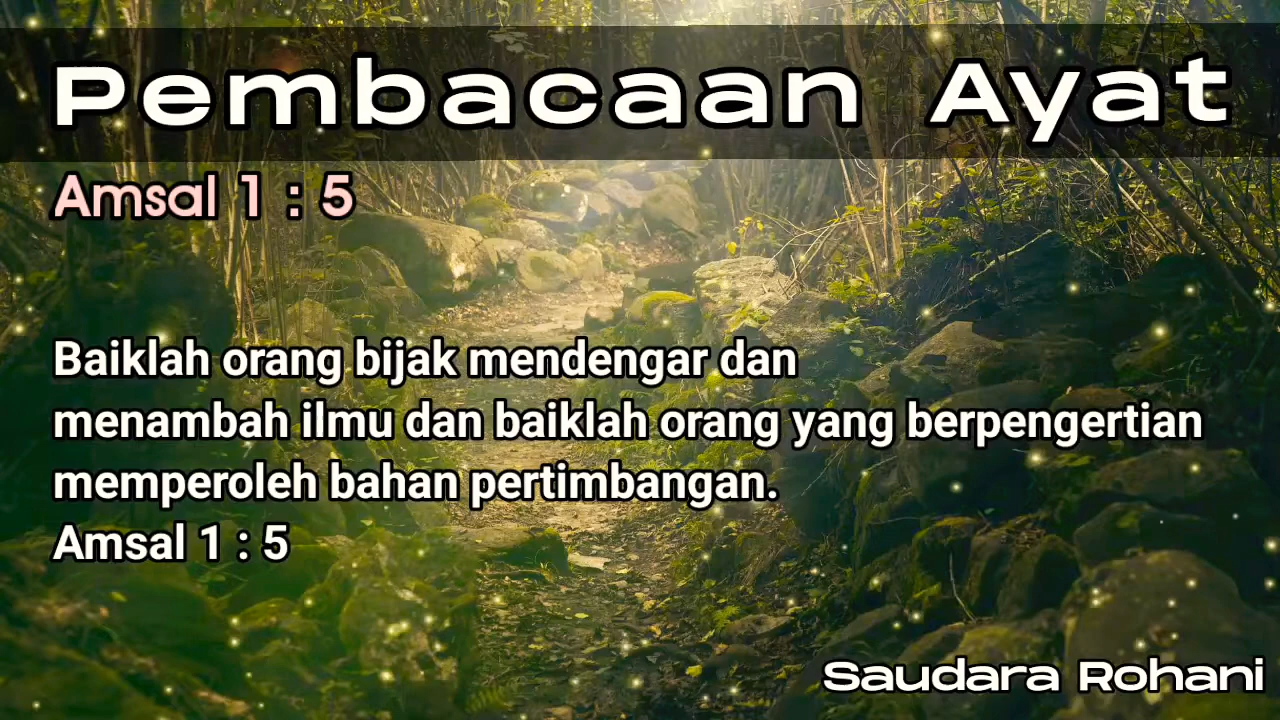 Pembacaan Ayat
Amsal 1 : 5
Baiklah orang bijak mendengar dan
menambah ilmu dan baiklah orang yang berpengertian
memperoleh bahan pertimbangan.
Amsal 1 : 5
Saudara Rohani